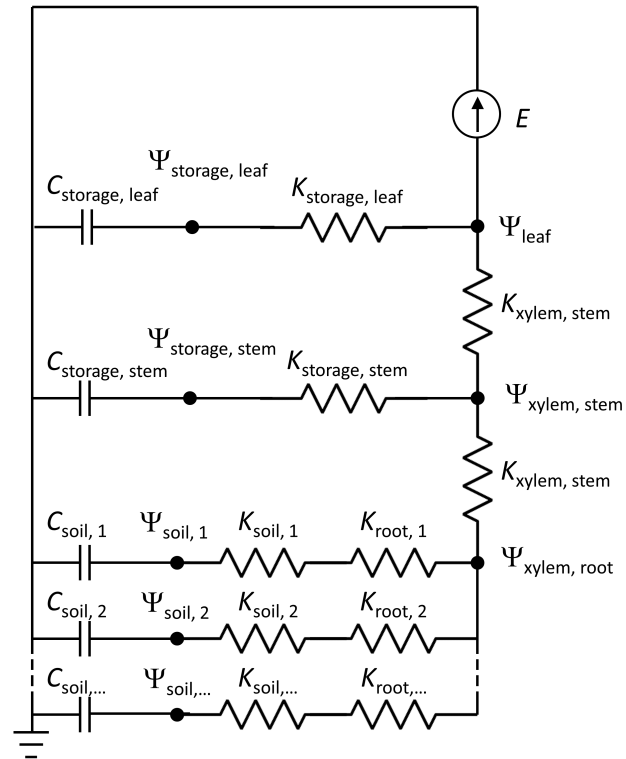 E
Ψstorage, leaf
Cstorage, leaf
Kstorage, leaf
Ψleaf
Kxylem, stem
Ψstorage, stem
Cstorage, stem
Kstorage, stem
Ψxylem, stem
Kxylem, stem
Csoil, 1 Ψsoil, 1 Ksoil, 1 Kroot, 1
Ψxylem, root
Csoil, 2 Ψsoil, 2 Ksoil, 2 Kroot, 2
Csoil,... Ψsoil,... Ksoil,... Kroot,...